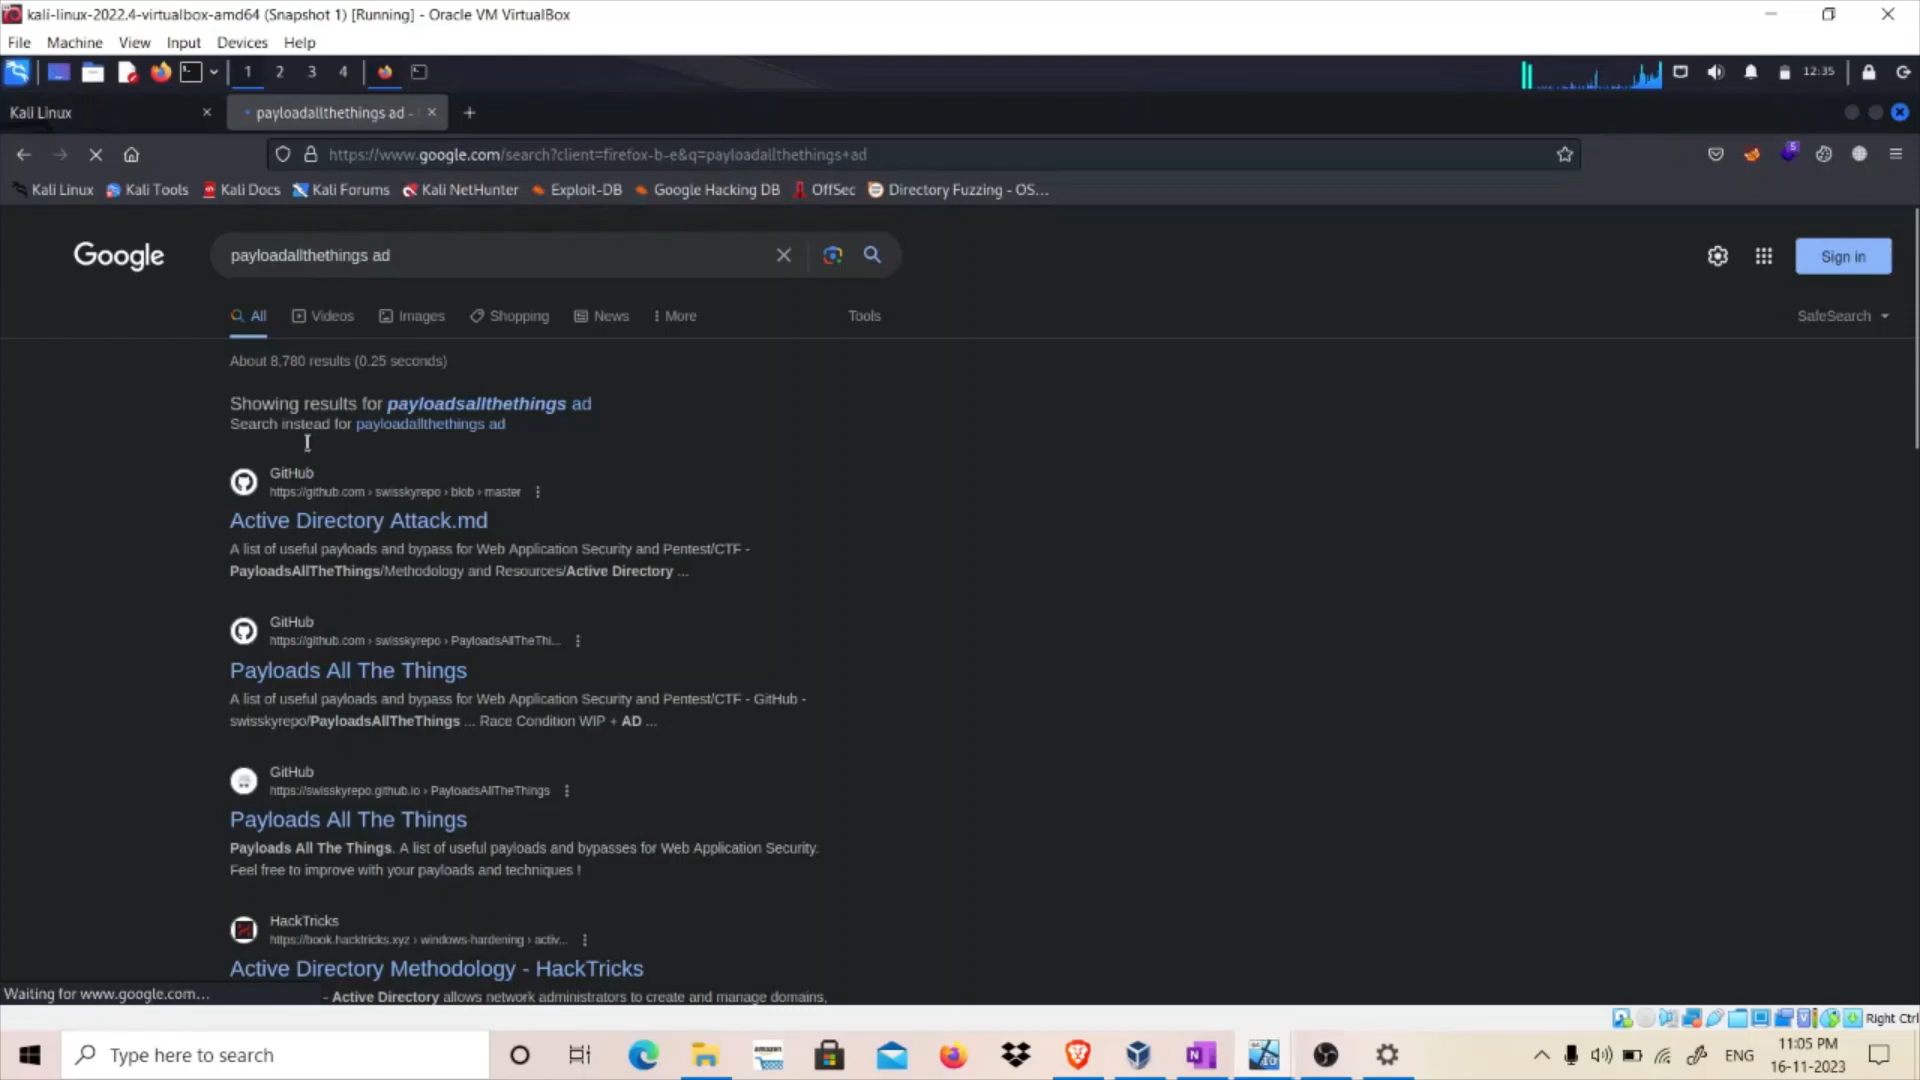 kali-linux-2022.4-virtualbox-amd64 (Snapshot 1) [Running] - Oracle VM VirtualBox
File Machine View Input Devices Help
1 2 3 4 12:35
Kali Linux payloadallthethings ad -
https://www.google.com/search?client=firefox-b-e&q=payloadallthethings+ad
5
Kali Linux Kali Tools Kali Docs Kali Forums Kali NetHunter Exploit-DB Google Hacking DB OffSec Directory Fuzzing - OS...
Google payloadallthethings ad Sign in
All Videos Images Shopping News More Tools SafeSearch
About 8,780 results (0.25 seconds)
Showing results for payloadsallthethings ad
Search instead for payloadallthethings ad
GitHub
https://github.com › swisskyrepo › blob › master
Active Directory Attack.md
A list of useful payloads and bypass for Web Application Security and Pentest/CTF -
PayloadsAllTheThings/Methodology and Resources/Active Directory ...
GitHub
https://github.com › swisskyrepo › PayloadsAllTheThi...
Payloads All The Things
A list of useful payloads and bypass for Web Application Security and Pentest/CTF - GitHub -
swisskyrepo/PayloadsAllTheThings ... Race Condition WIP + AD ...
GitHub
https://swisskyrepo.github.io › PayloadsAllTheThings
Payloads All The Things
Payloads All The Things. A list of useful payloads and bypasses for Web Application Security.
Feel free to improve with your payloads and techniques !
HackTricks
https://book.hacktricks.xyz › windows-hardening › activ...
Active Directory Methodology - HackTricks
Waiting for www.google.com... - Active Directory allows network administrators to create and manage domains,
Right Ctrl
Type here to search amazon ENG 11:05 PM
16-11-2023